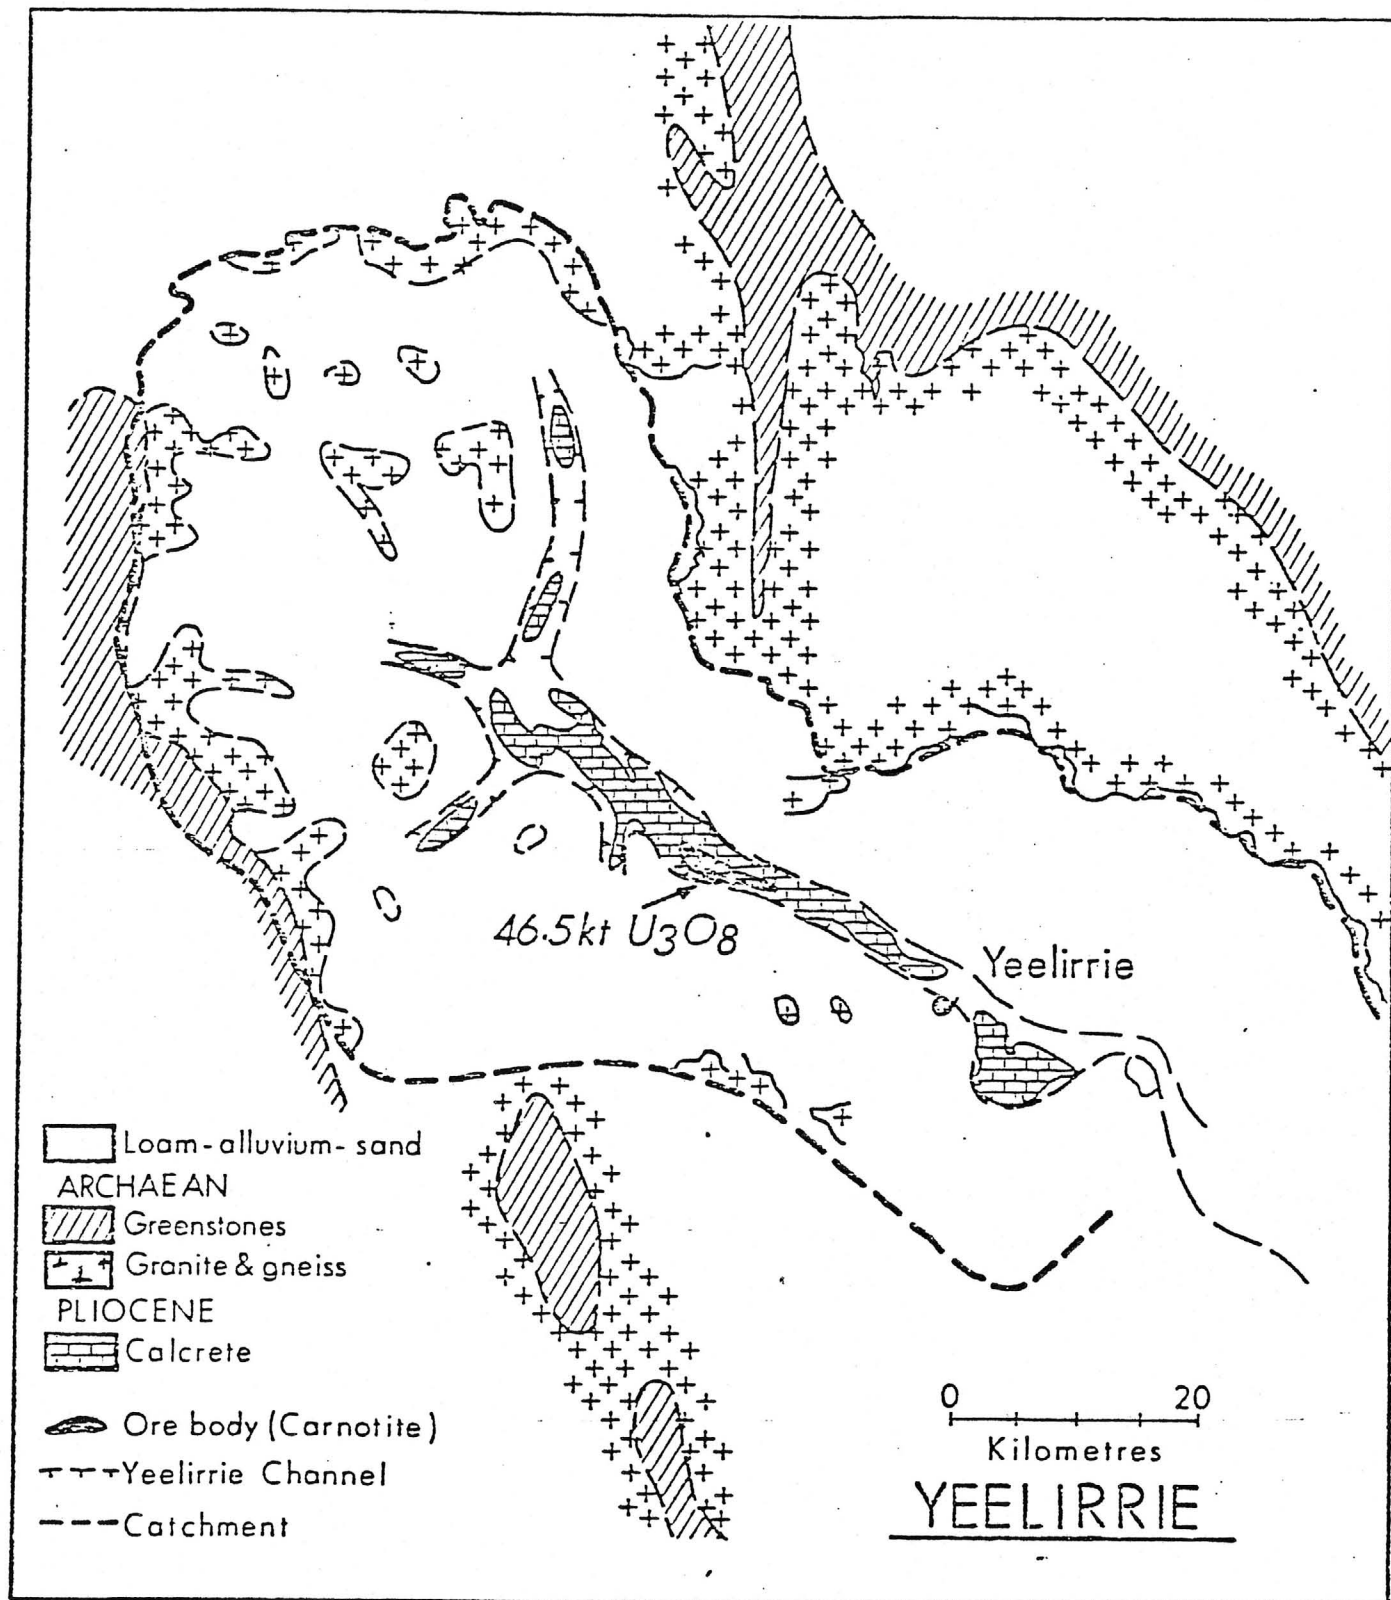 46.5kt U₃O₈
Yeelirrie
Loam-alluvium-sand
ARCHAEAN
Greenstones
Granite & gneiss
PLIOCENE
Calcrete
Ore body (Carnotite)
Yeelirrie Channel
Catchment
0 20
Kilometres
YEELIRRIE